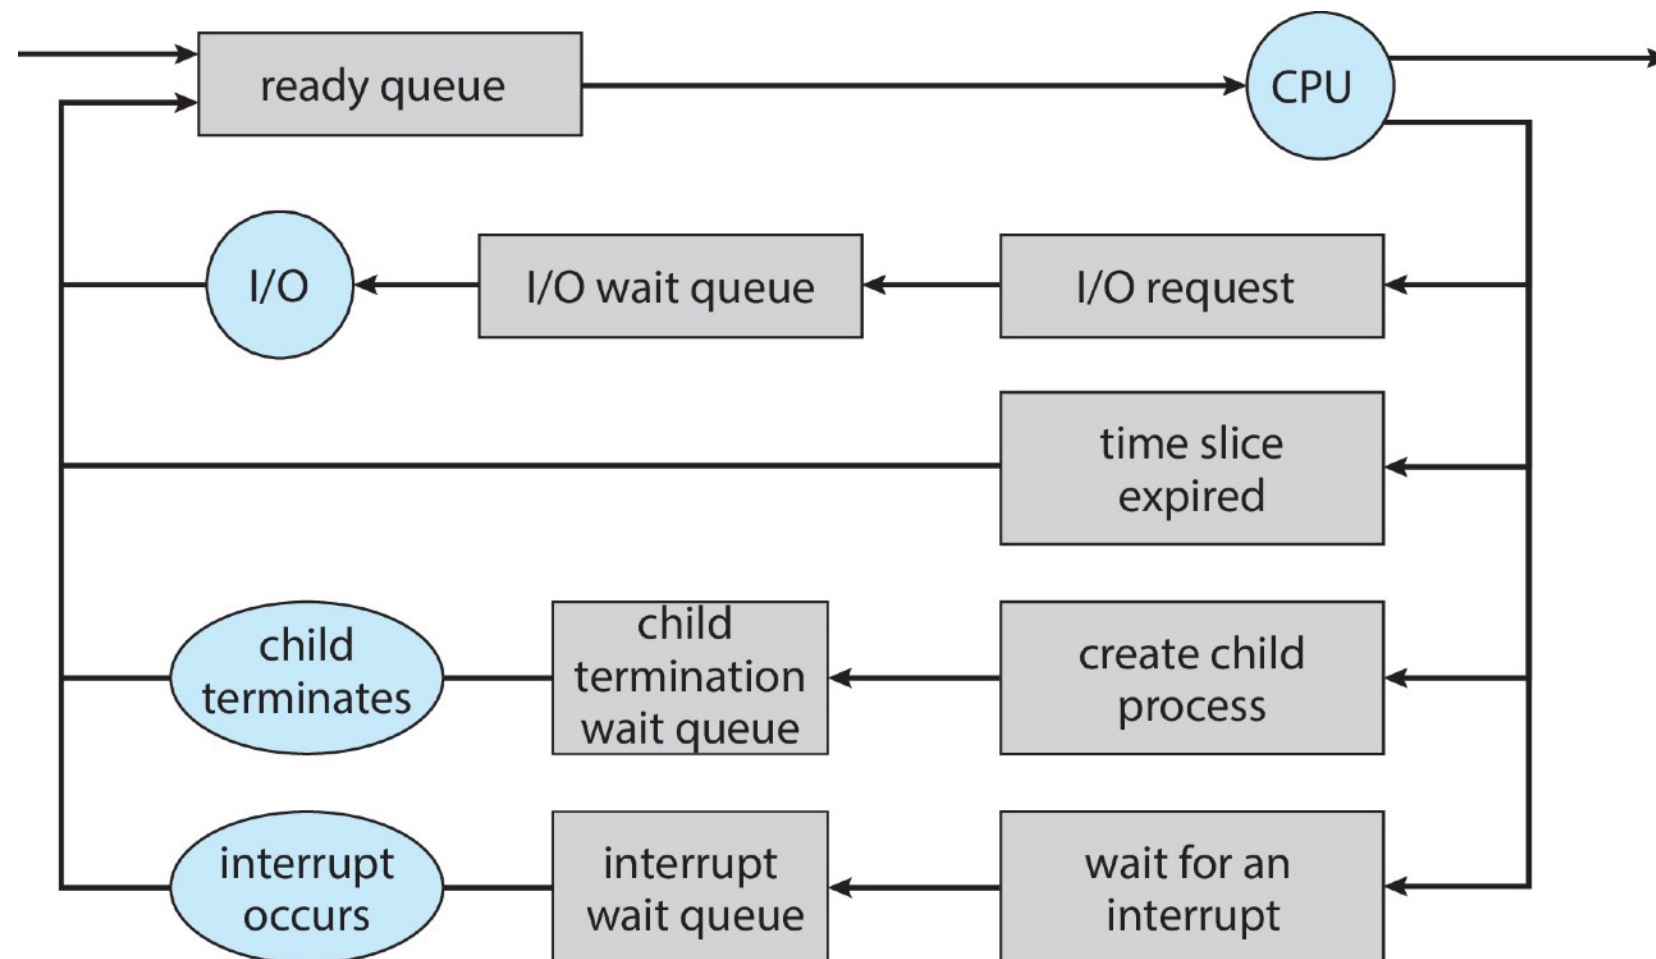 ready queue
CPU
I/O
I/O wait queue
I/O request
time slice
expired
child
terminates
child
termination
wait queue
create child
process
interrupt
occurs
interrupt
wait queue
wait for an
interrupt